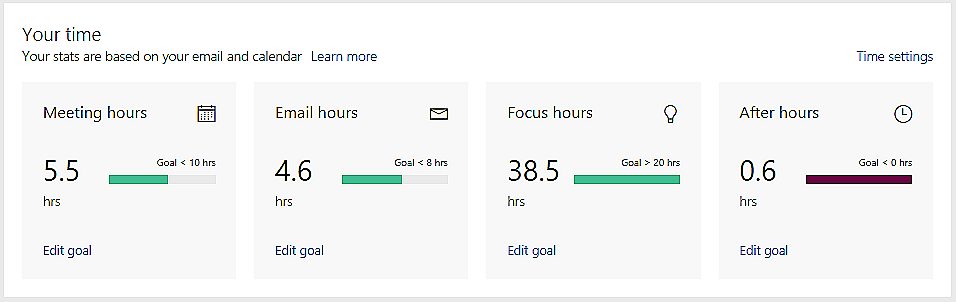 Your time
Your stats are based on your email and calendar Learn more
Time settings
Meeting hours
5.5
hrs
Goal < 10 hrs
Edit goal
Email hours
4.6
hrs
Goal < 8 hrs
Edit goal
Focus hours
38.5
hrs
Goal > 20 hrs
Edit goal
After hours
0.6
hrs
Goal < 0 hrs
Edit goal